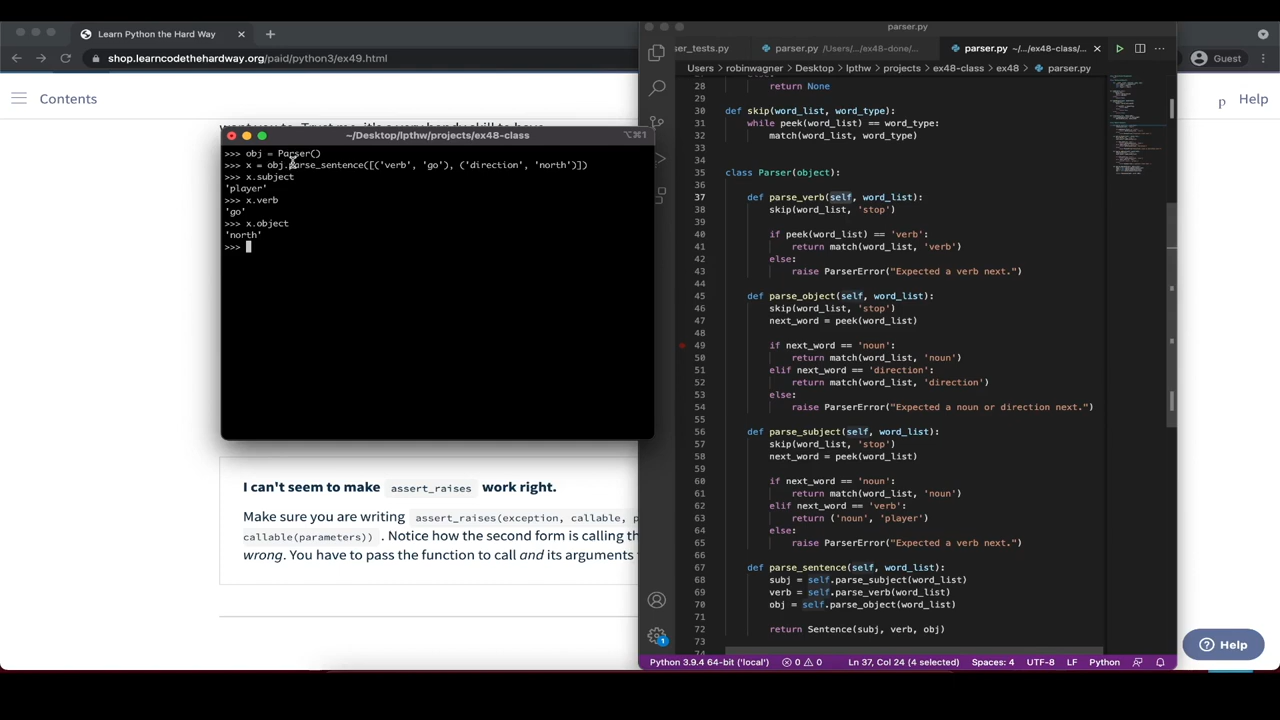 Learn Python the Hard Way
shop.learncodethehardway.org/paid/python3/ex49.html
Guest
Contents
Help
parser.py
ser_tests.py
parser.py /Users/.../ex48-done/
parser.py ~/.../ex48-class/...
Users > robinwagner > Desktop > lpthw > projects > ex48-class > ex48 > parser.py
~/Desktop/lpthw/projects/ex48-class
⌥⌘1
>>> obj = Parser()
>>> x = obj.parse_sentence([('verb', 'go'), ('direction', 'north')])
>>> x.subject
'player'
>>> x.verb
'go'
>>> x.object
'north'
>>>
28 return None
29
30 def skip(word_list, word_type):
31 while peek(word_list) == word_type:
32 match(word_list, word_type)
33
34
35 class Parser(object):
36
37 def parse_verb(self, word_list):
38 skip(word_list, 'stop')
39
40 if peek(word_list) == 'verb':
41 return match(word_list, 'verb')
42 else:
43 raise ParserError("Expected a verb next.")
44
45 def parse_object(self, word_list):
46 skip(word_list, 'stop')
47 next_word = peek(word_list)
48
49 if next_word == 'noun':
50 return match(word_list, 'noun')
51 elif next_word == 'direction':
52 return match(word_list, 'direction')
53 else:
54 raise ParserError("Expected a noun or direction next.")
55
56 def parse_subject(self, word_list):
57 skip(word_list, 'stop')
58 next_word = peek(word_list)
59
60 if next_word == 'noun':
61 return match(word_list, 'noun')
62 elif next_word == 'verb':
63 return ('noun', 'player')
64 else:
65 raise ParserError("Expected a verb next.")
66
67 def parse_sentence(self, word_list):
68 subj = self.parse_subject(word_list)
69 verb = self.parse_verb(word_list)
70 obj = self.parse_object(word_list)
71
72 return Sentence(subj, verb, obj)
73
I can't seem to make assert_raises work right.
Make sure you are writing assert_raises(exception, callable, p
callable(parameters)) . Notice how the second form is calling th
wrong. You have to pass the function to call and its arguments
Help
Python 3.9.4 64-bit ('local') 0 0 Ln 37, Col 24 (4 selected) Spaces: 4 UTF-8 LF Python
1